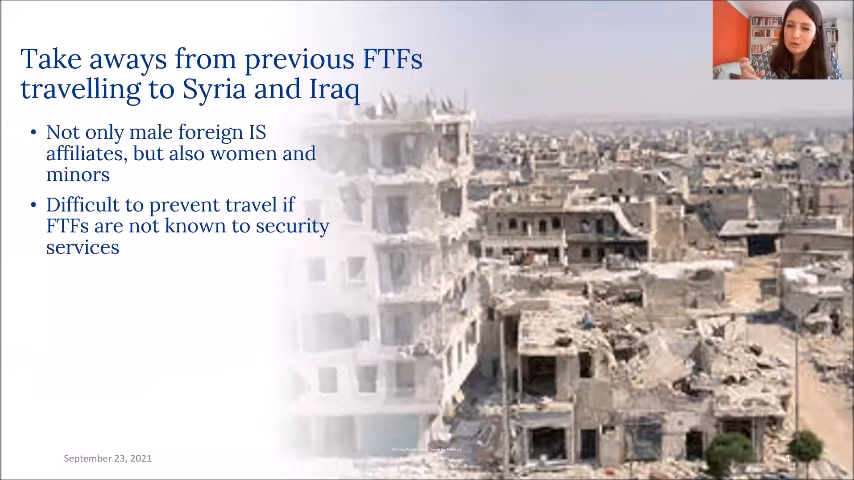 Take aways from previous FTFs
travelling to Syria and Iraq
• Not only male foreign IS
affiliates, but also women and
minors
• Difficult to prevent travel if
FTFs are not known to security
services
September 23, 2021
4